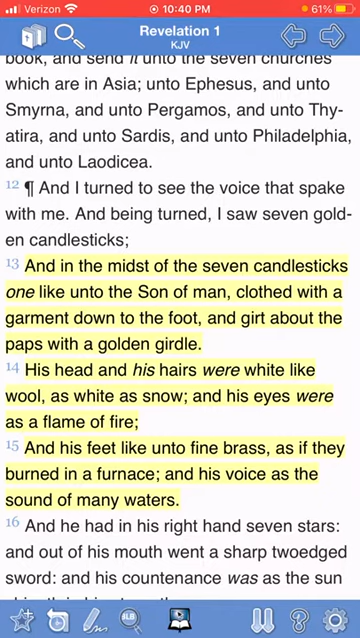 Verizon 10:40 PM 61%
Revelation 1
KJV
book, and send it unto the seven churches
which are in Asia; unto Ephesus, and unto
Smyrna, and unto Pergamos, and unto Thy-
atira, and unto Sardis, and unto Philadelphia,
and unto Laodicea.
12 ¶ And I turned to see the voice that spake
with me. And being turned, I saw seven gold-
en candlesticks;
13 And in the midst of the seven candlesticks
one like unto the Son of man, clothed with a
garment down to the foot, and girt about the
paps with a golden girdle.
14 His head and his hairs were white like
wool, as white as snow; and his eyes were
as a flame of fire;
15 And his feet like unto fine brass, as if they
burned in a furnace; and his voice as the
sound of many waters.
16 And he had in his right hand seven stars:
and out of his mouth went a sharp twoedged
sword: and his countenance was as the sun
BLB